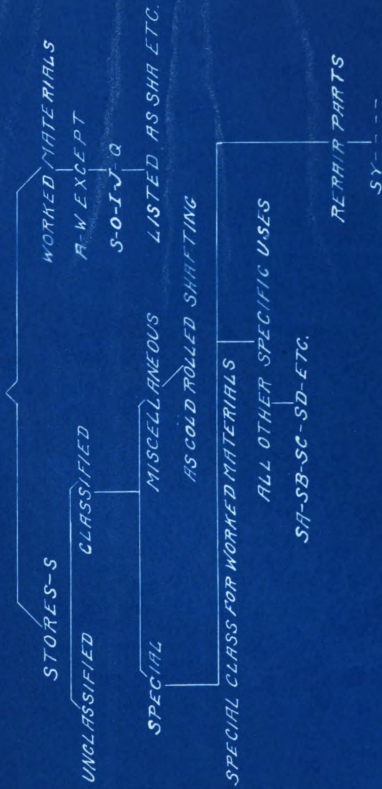 STORES-S
WORKED MATERIALS
UNCLASSIFIED
CLASSIFIED
A-W EXCEPT
S-O-I-J-Q
SPECIAL
MISCELLANEOUS
LISTED AS SHA ETC.
AS COLD ROLLED SHAFTING
SPECIAL CLASS FOR WORKED MATERIALS
ALL OTHER SPECIFIC USES
REPAIR PARTS
SA-SB-SC-SD-ETC.